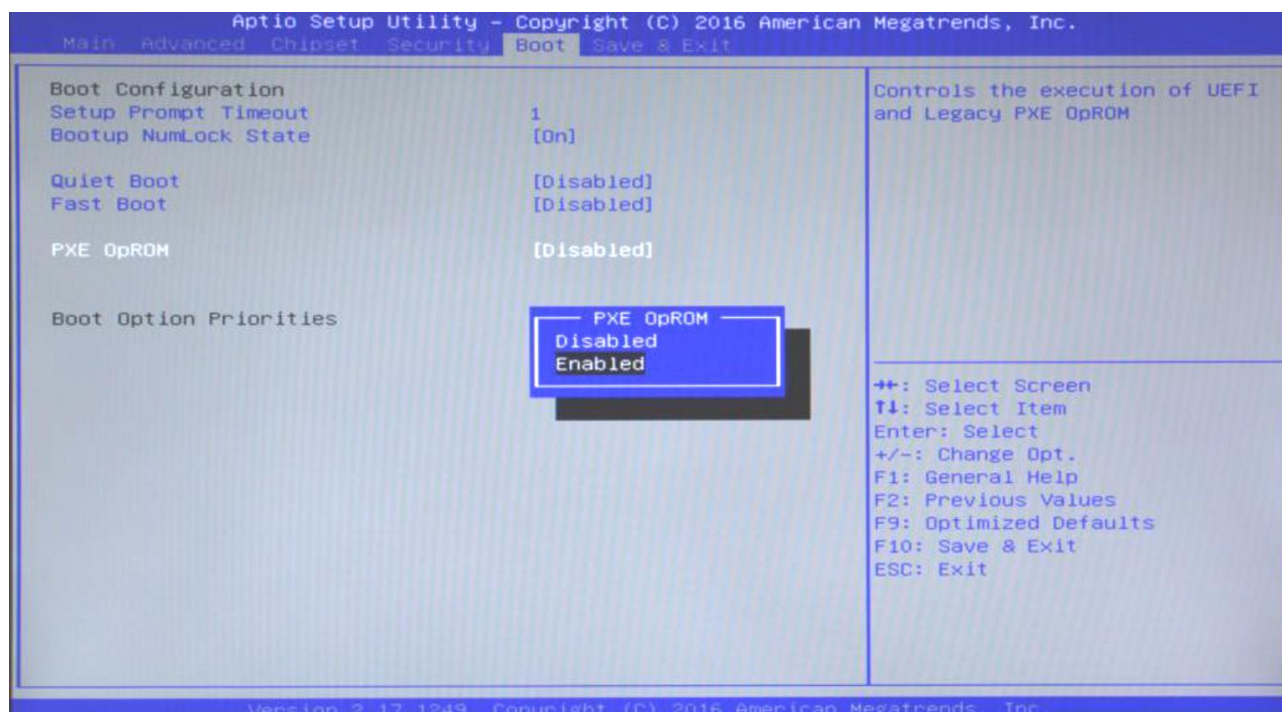 Aptio Setup Utility – Copyright (C) 2016 American Megatrends, Inc.
Main Advanced Chipset Security Boot Save & Exit
Boot Configuration
Setup Prompt Timeout 1
Bootup NumLock State [On]
Quiet Boot [Disabled]
Fast Boot [Disabled]
PXE OpROM [Disabled]
Boot Option Priorities
PXE OpROM
Disabled
Enabled
Controls the execution of UEFI
and Legacy PXE OpROM
→←: Select Screen
↑↓: Select Item
Enter: Select
+/-: Change Opt.
F1: General Help
F2: Previous Values
F9: Optimized Defaults
F10: Save & Exit
ESC: Exit
Version 2.17.1249. Copyright (C) 2016 American Megatrends, Inc.